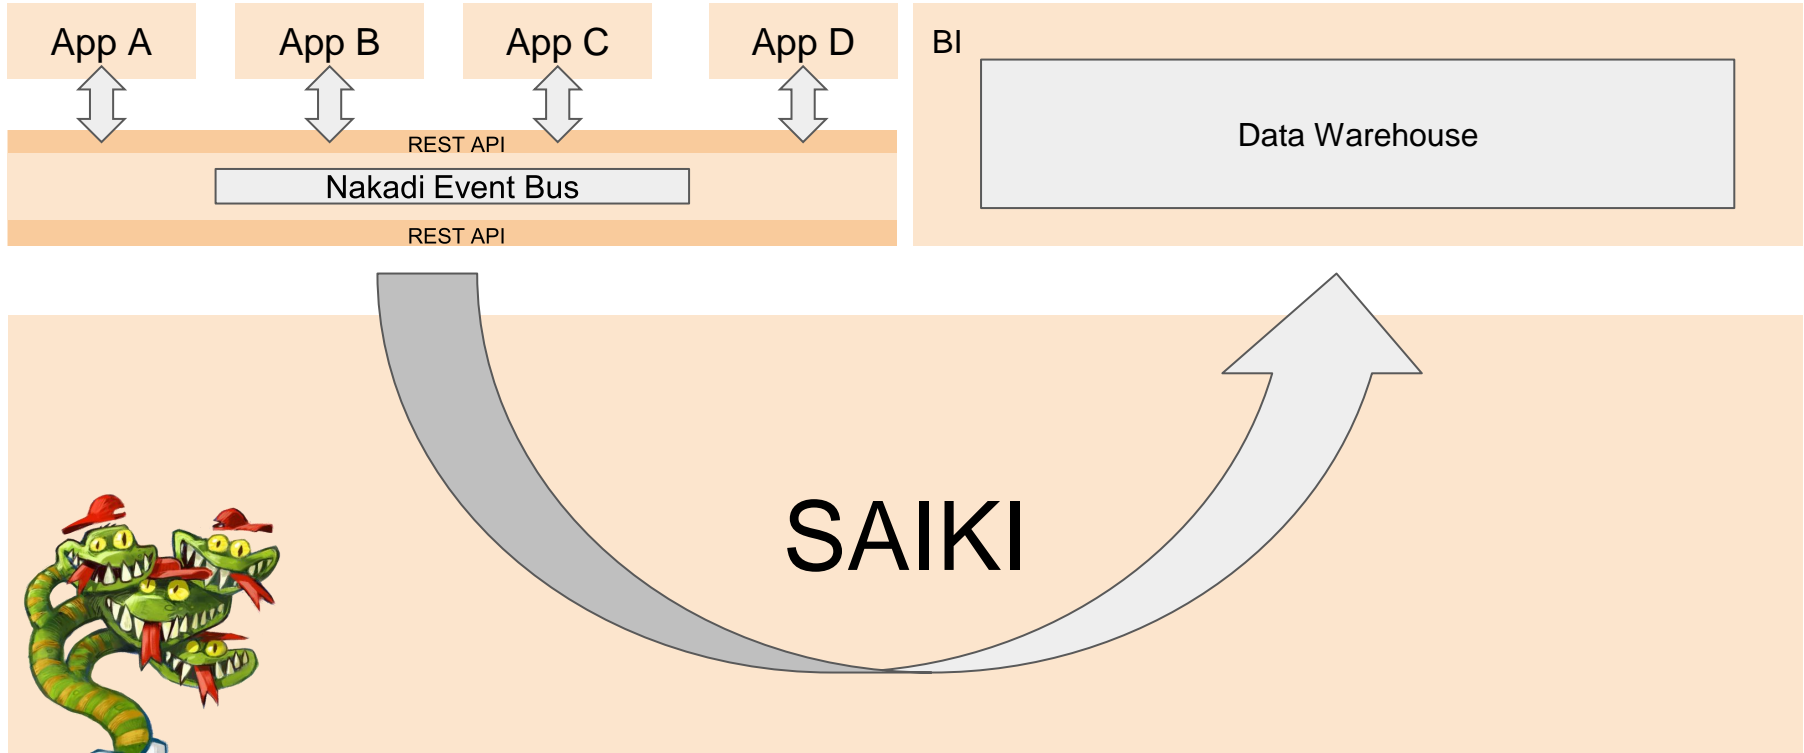 App A
App B
App C
App D
REST API
Nakadi Event Bus
REST API
BI
Data Warehouse
SAIKI